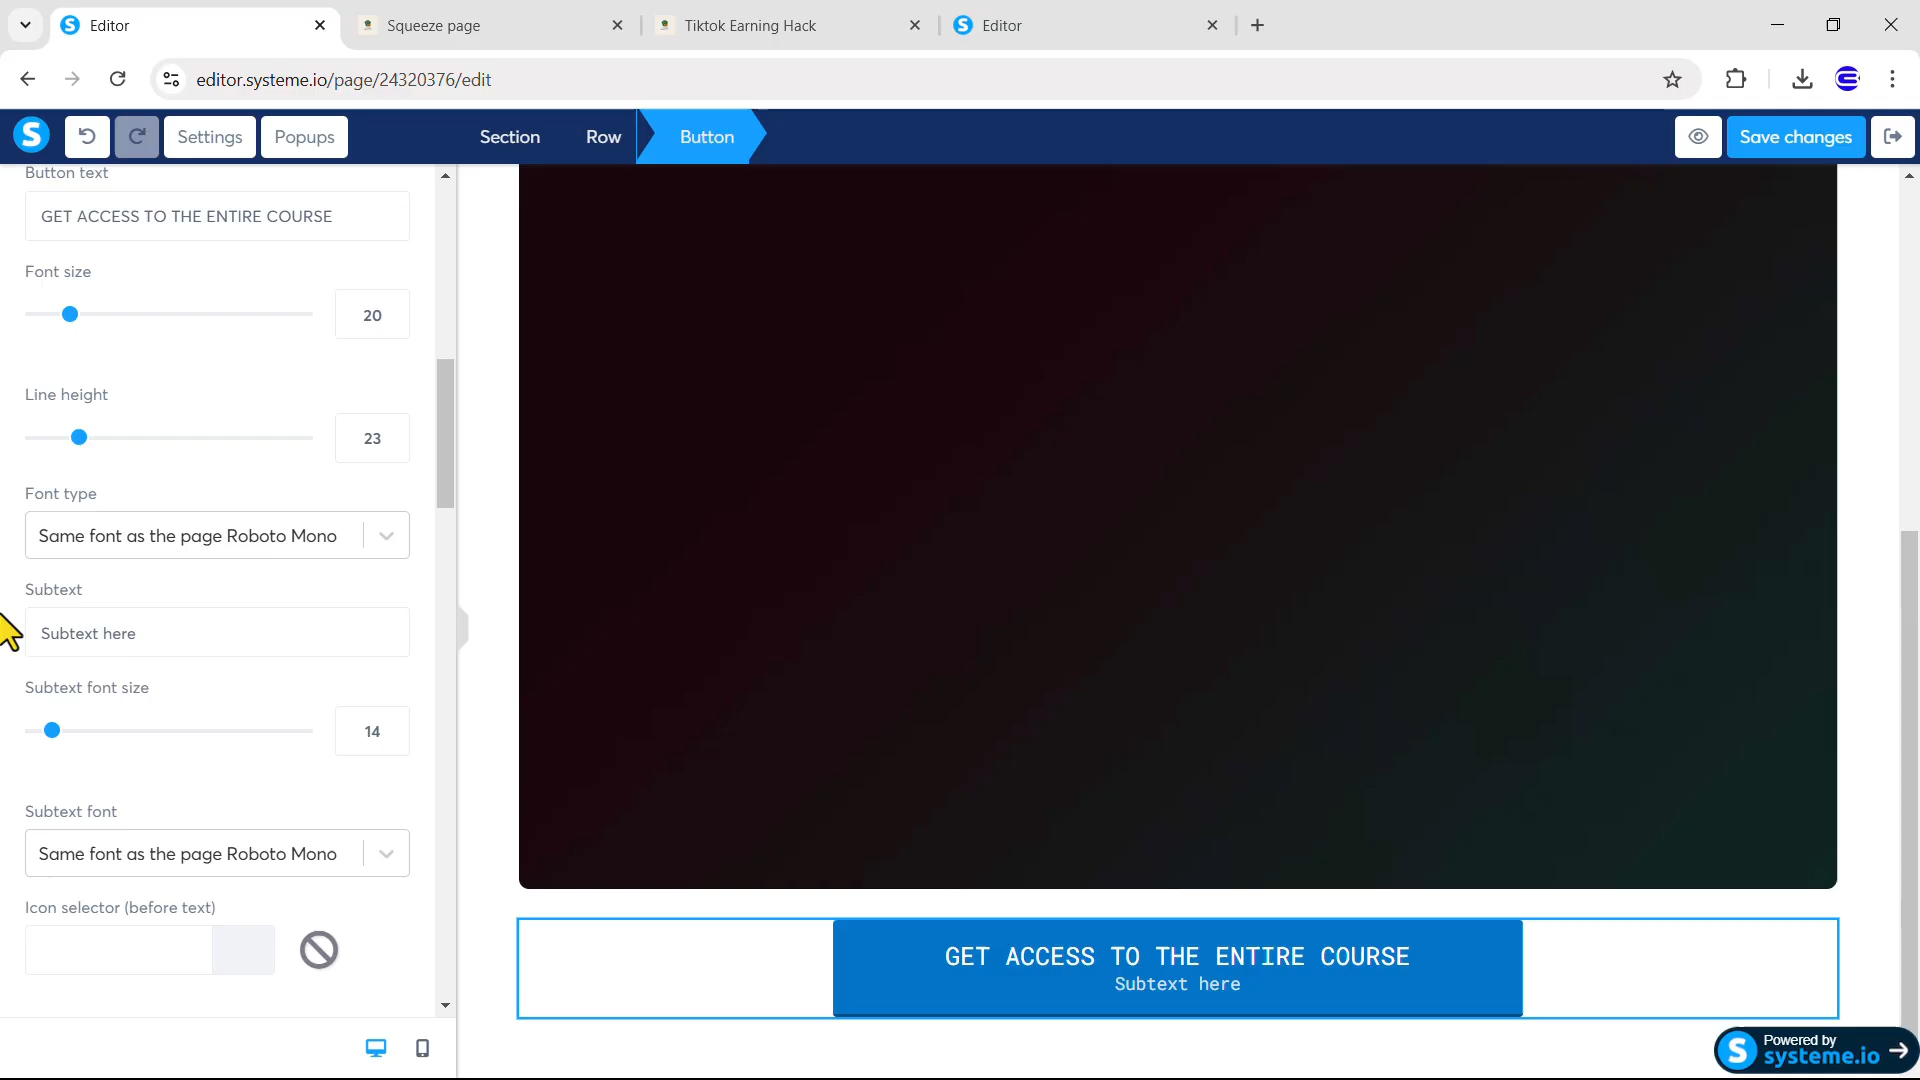 Editor
Squeeze page
Tiktok Earning Hack
Editor
editor.systeme.io/page/24320376/edit
S
Settings
Popups
Section
Row
Button
Save changes
Button text
GET ACCESS TO THE ENTIRE COURSE
Font size
20
Line height
23
Font type
Same font as the page Roboto Mono
Subtext
Subtext here
Subtext font size
14
Subtext font
Same font as the page Roboto Mono
Icon selector (before text)
GET ACCESS TO THE ENTIRE COURSE
Subtext here
S
Powered by
systeme.io